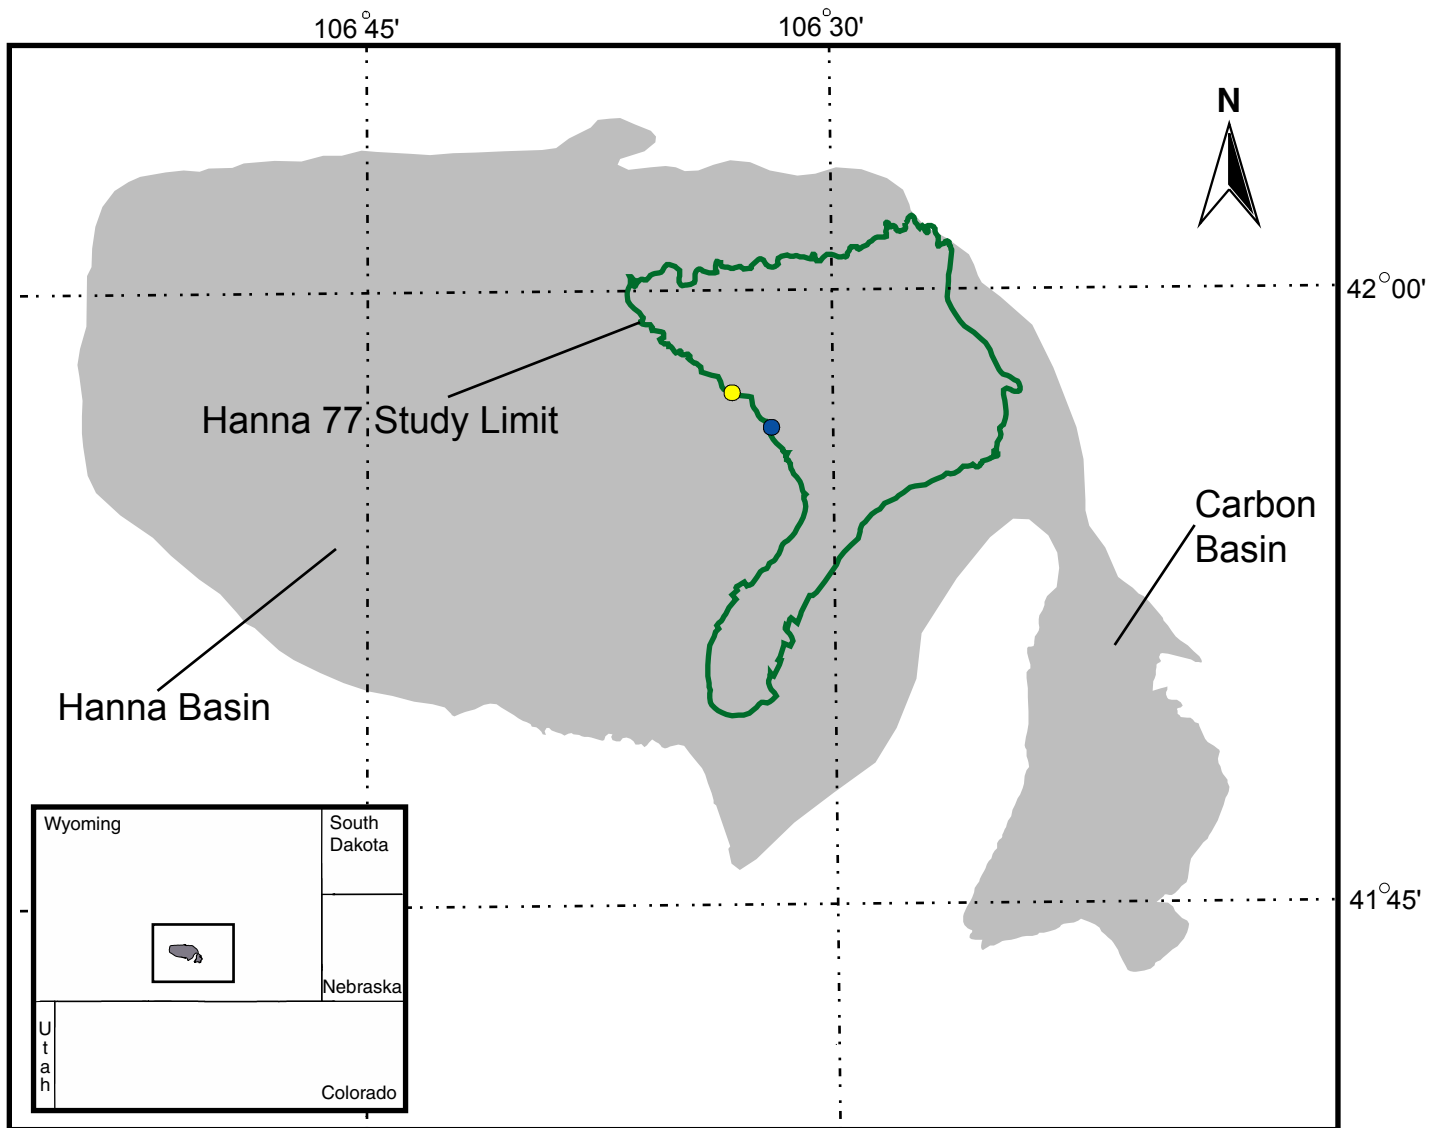 106°45'
106°30'
N
42°00'
Hanna 77 Study Limit
Carbon
Basin
Hanna Basin
Wyoming
South
Dakota
41°45'
Nebraska
U
t
a
h
Colorado